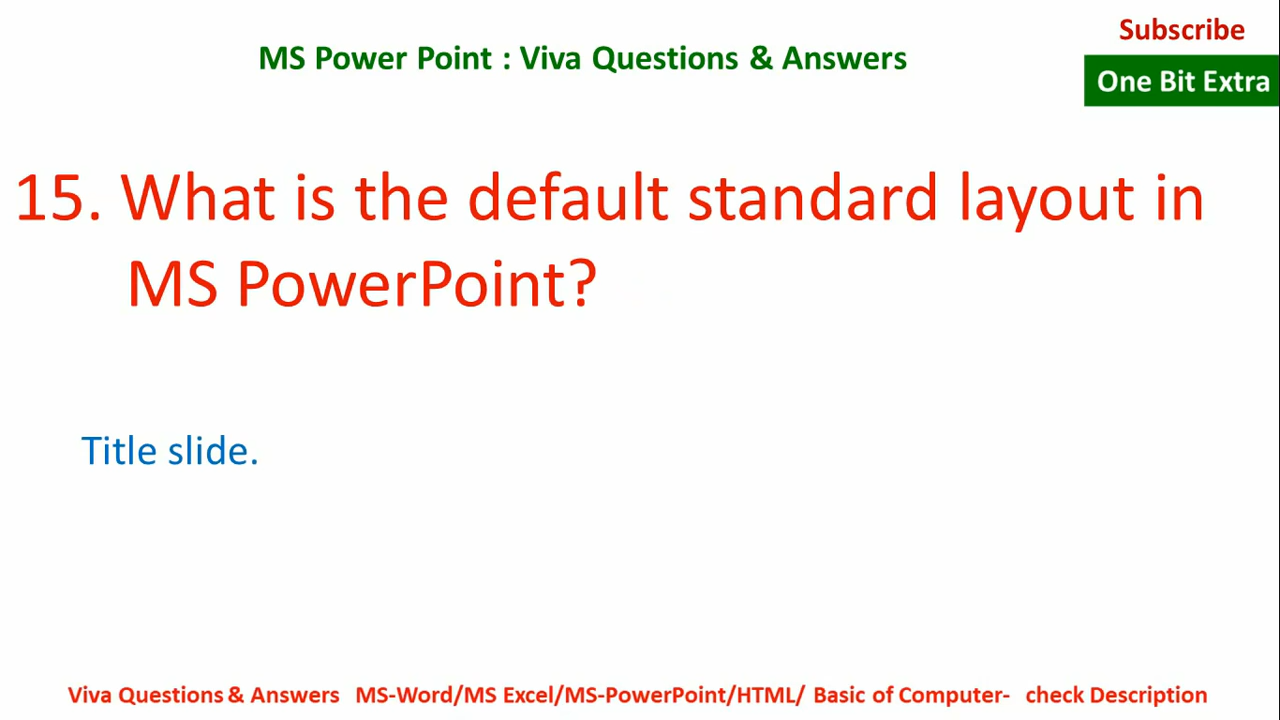 Subscribe
MS Power Point : Viva Questions & Answers
One Bit Extra
15. What is the default standard layout in
MS PowerPoint?
Title slide.
Viva Questions & Answers MS-Word/MS Excel/MS-PowerPoint/HTML/ Basic of Computer- check Description